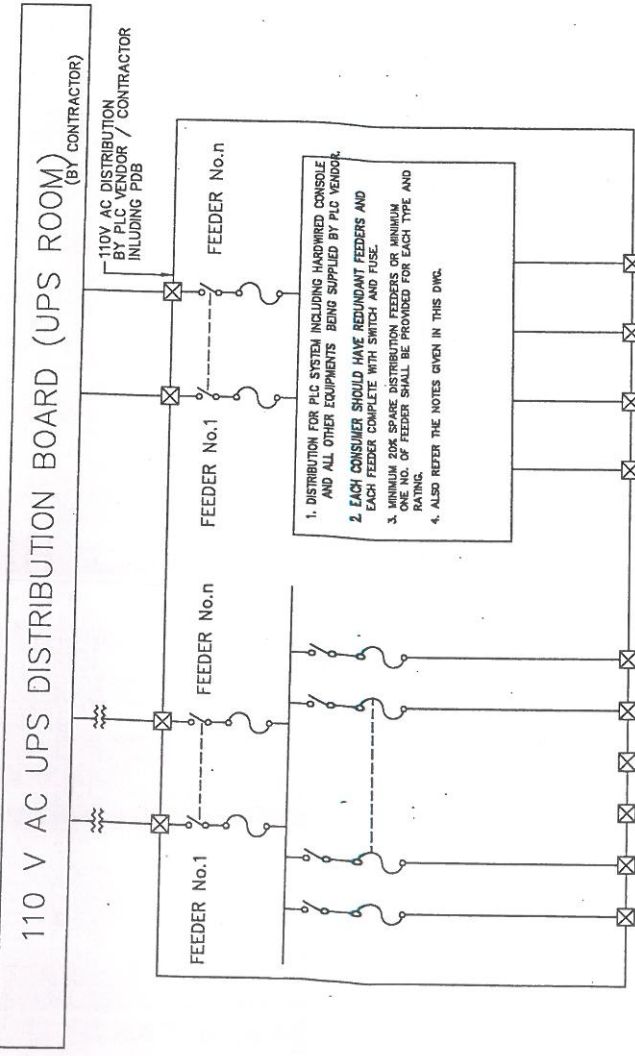 110 V AC UPS DISTRIBUTION BOARD (UPS ROOM)
(BY CONTRACTOR)
110V AC DISTRIBUTION
BY PLC VENDOR / CONTRACTOR
INLUDING PDB
FEEDER No.1
FEEDER No.n
FEEDER No.1
FEEDER No.n
1. DISTRIBUTION FOR PLC SYSTEM INCLUDING HARDWIRED CONSOLE
AND ALL OTHER EQUIPMENTS BEING SUPPLIED BY PLC VENDOR.
2. EACH CONSUMER SHOULD HAVE REDUNDANT FEEDERS AND
EACH FEEDER COMPLETE WITH SWITCH AND FUSE.
3. MINIMUM 20% SPARE DISTRIBUTION FEEDERS OR MINIMUM
ONE NO. OF FEEDER SHALL BE PROVIDED FOR EACH TYPE AND
RATING.
4. ALSO REFER THE NOTES GIVEN IN THIS DWG.